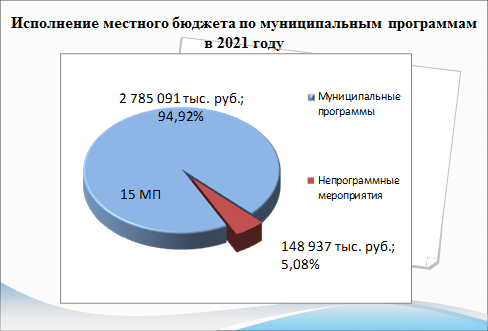 Исполнение местного бюджета по муниципальным программам
в 2021 году
2 785 091 тыс. руб.;
94,92%
Муниципальные
программы
15 МП
Непрограммные
мероприятия
148 937 тыс. руб.;
5,08%